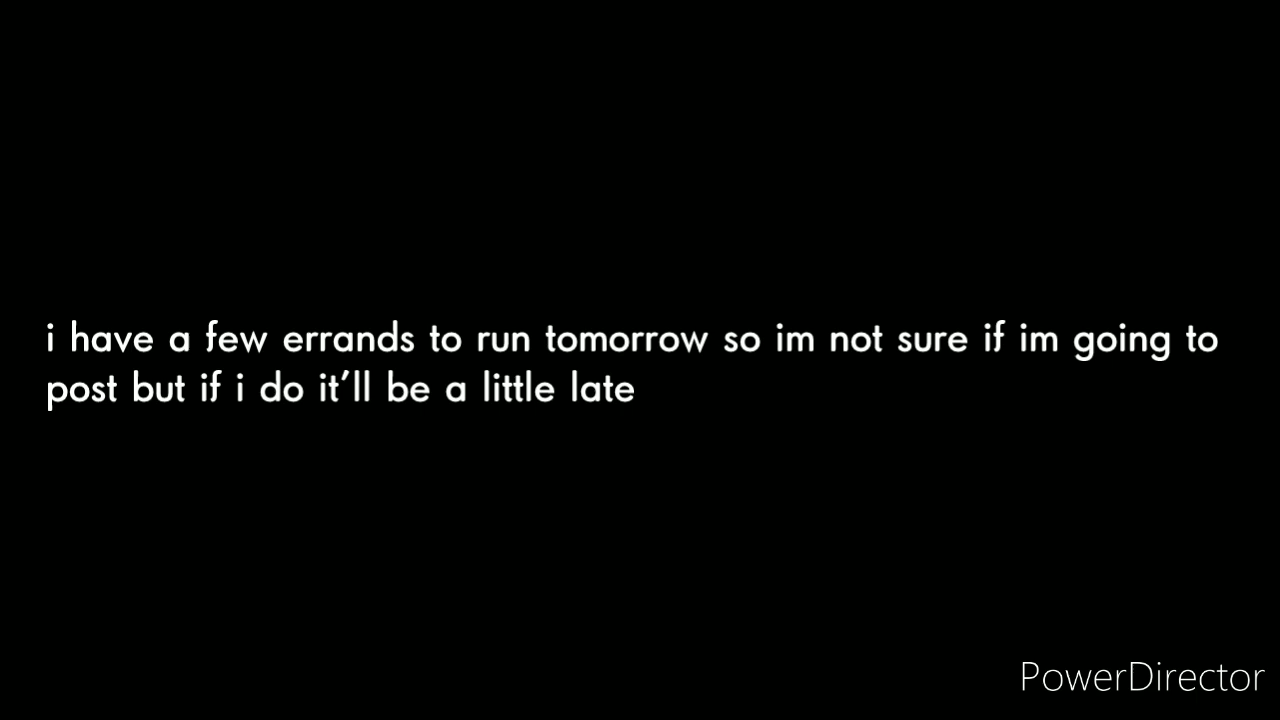 i have a few errands to run tomorrow so im not sure if im going to
post but if i do it’ll be a little late
PowerDirector